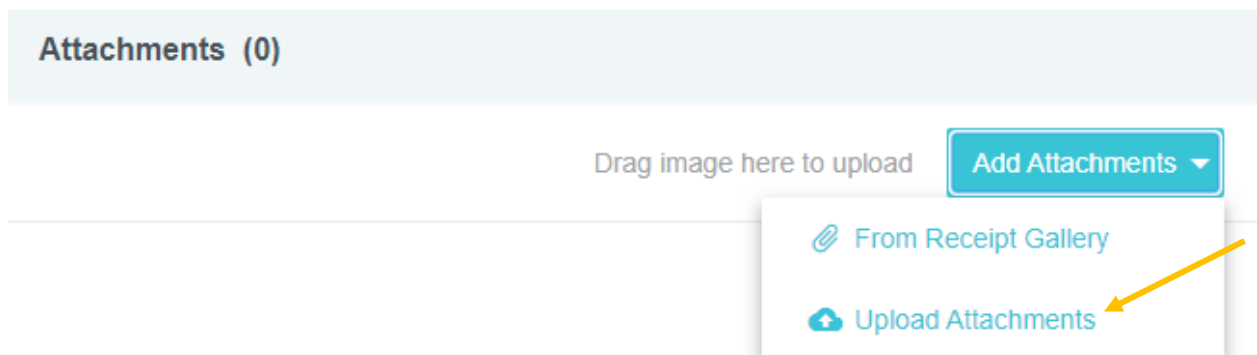 Attachments (0)
Drag image here to upload Add Attachments
From Receipt Gallery
Upload Attachments